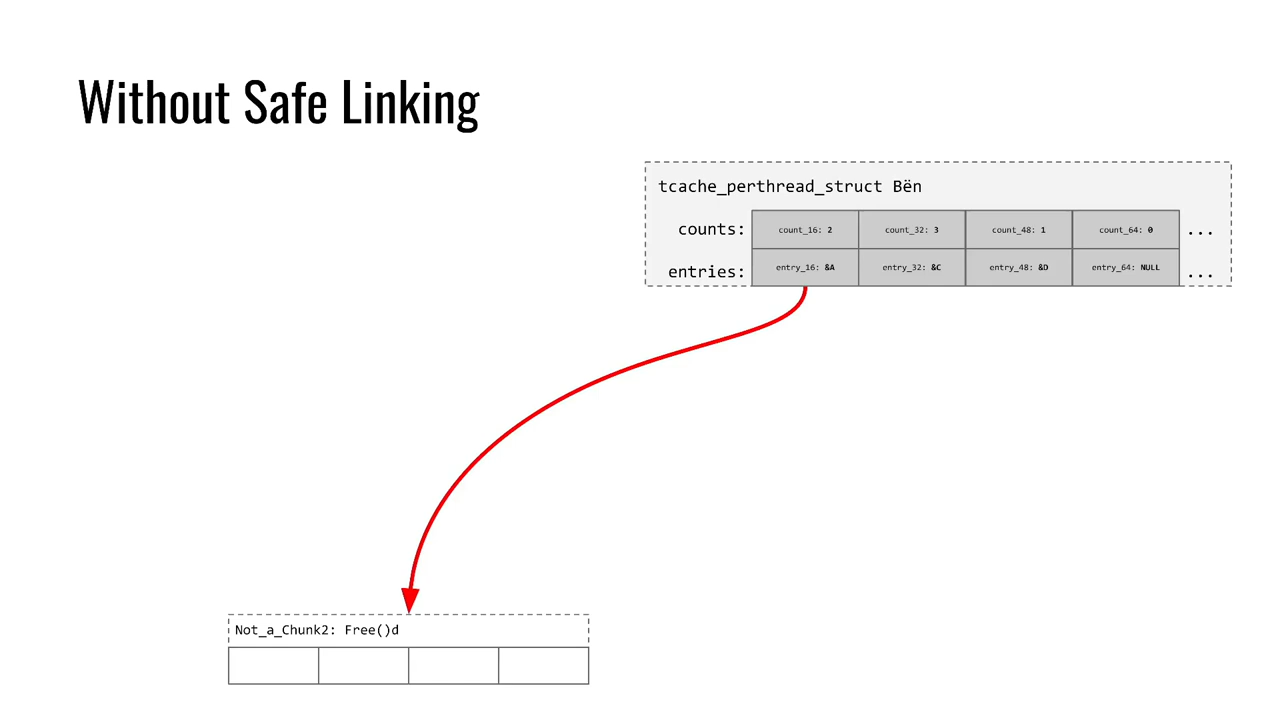 Without Safe Linking
tcache_perthread_struct Bën
counts: count_16: 2 count_32: 3 count_48: 1 count_64: 0 ...
entries: entry_16: &A entry_32: &C entry_48: &D entry_64: NULL ...
Not_a_Chunk2: Free()d